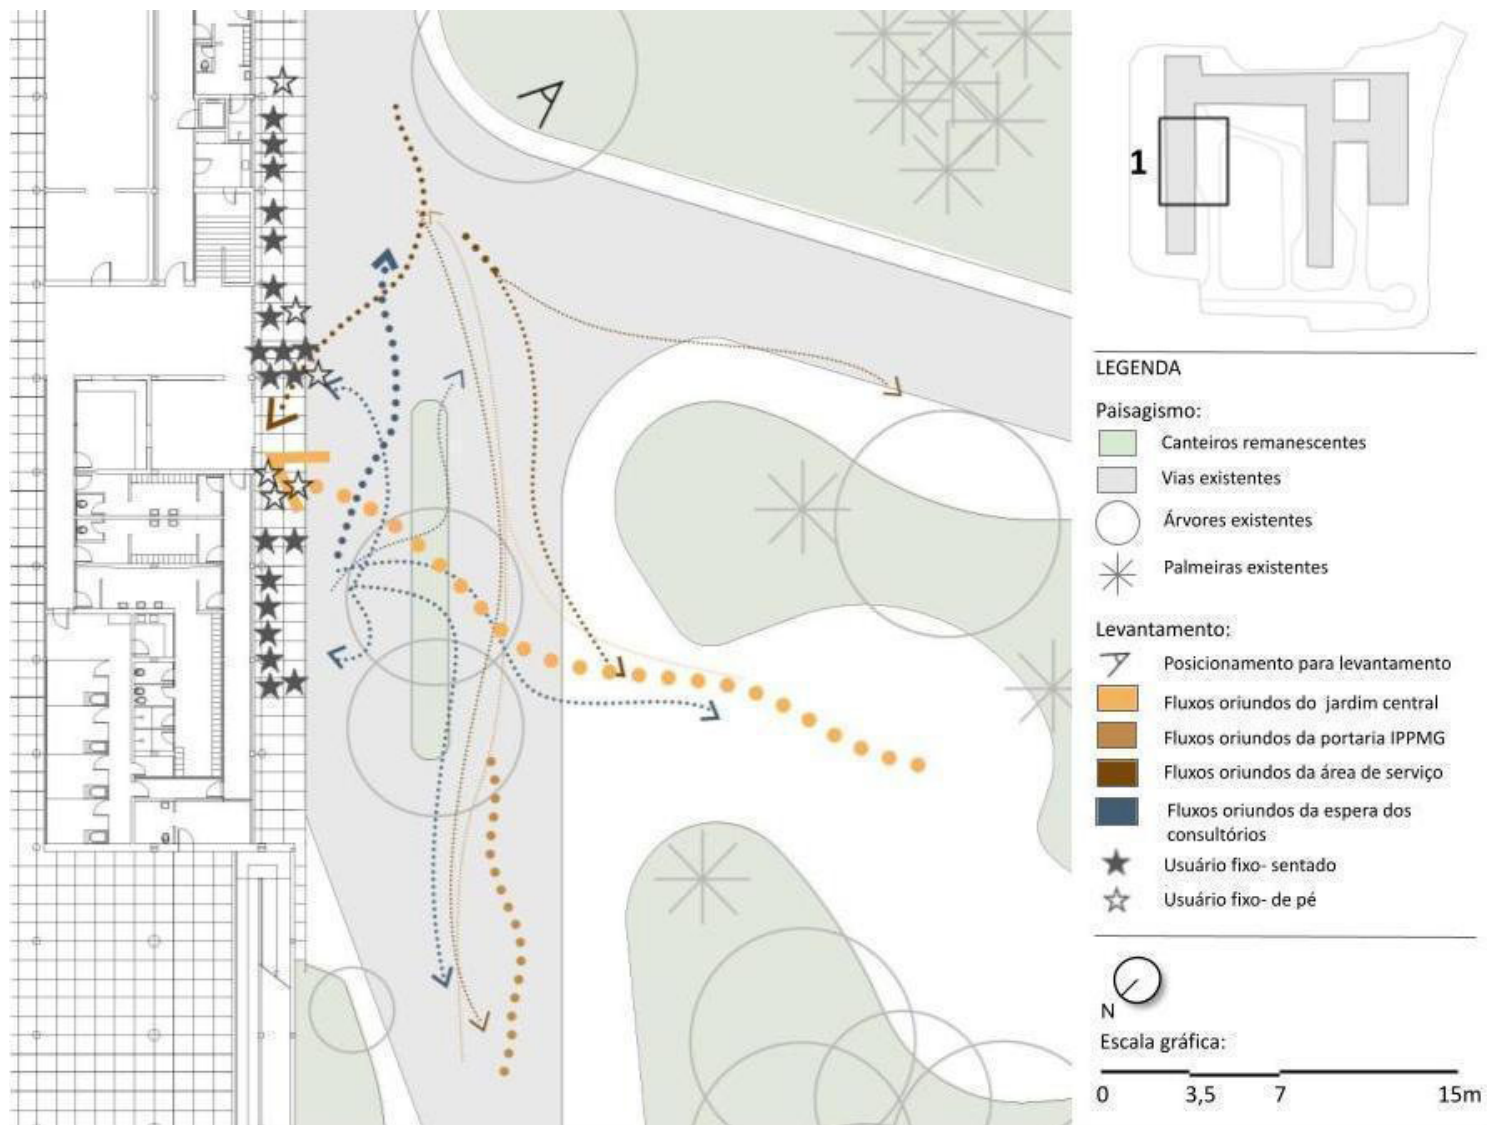 1
LEGENDA
Paisagismo:
Canteiros remanescentes
Vias existentes
Árvores existentes
Palmeiras existentes
Levantamento:
Posicionamento para levantamento
Fluxos oriundos do jardim central
Fluxos oriundos da portaria IPPMG
Fluxos oriundos da área de serviço
Fluxos oriundos da espera dos
consultórios
Usuário fixo- sentado
Usuário fixo- de pé
N
Escala gráfica:
0 3,5 7 15m